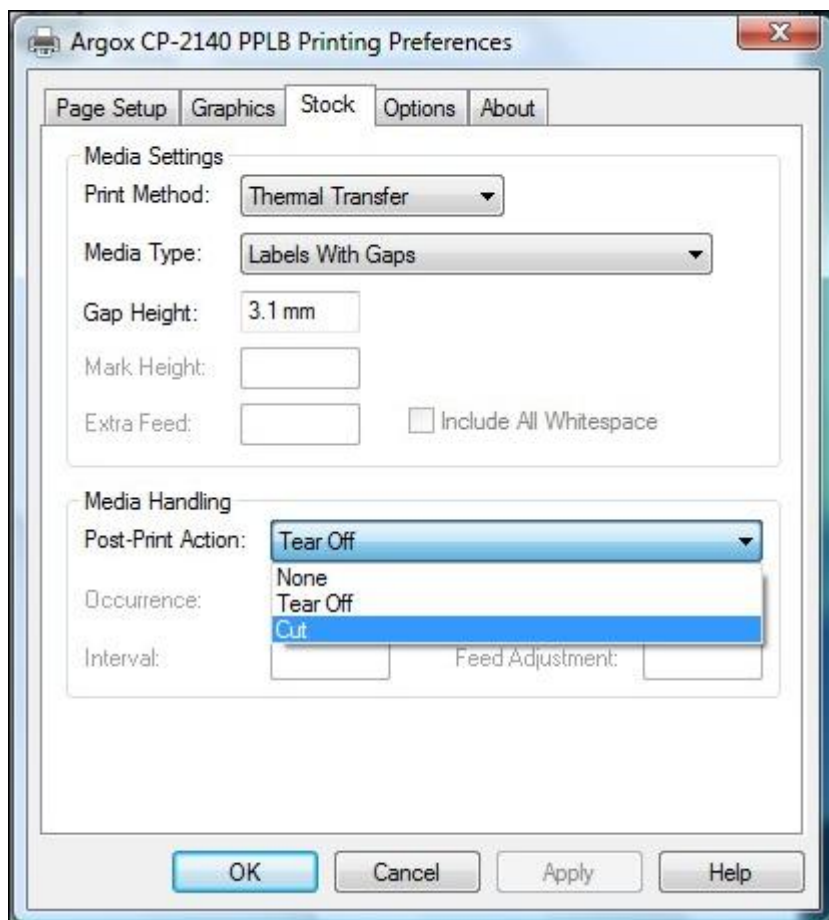 Argox CP-2140 PPLB Printing Preferences
Page Setup Graphics Stock Options About
Media Settings
Print Method: Thermal Transfer
Media Type: Labels With Gaps
Gap Height: 3.1 mm
Mark Height:
Extra Feed: Include All Whitespace
Media Handling
Post-Print Action: Tear Off
None
Occurrence: Tear Off
Cut
Interval: Feed Adjustment:
OK Cancel Apply Help